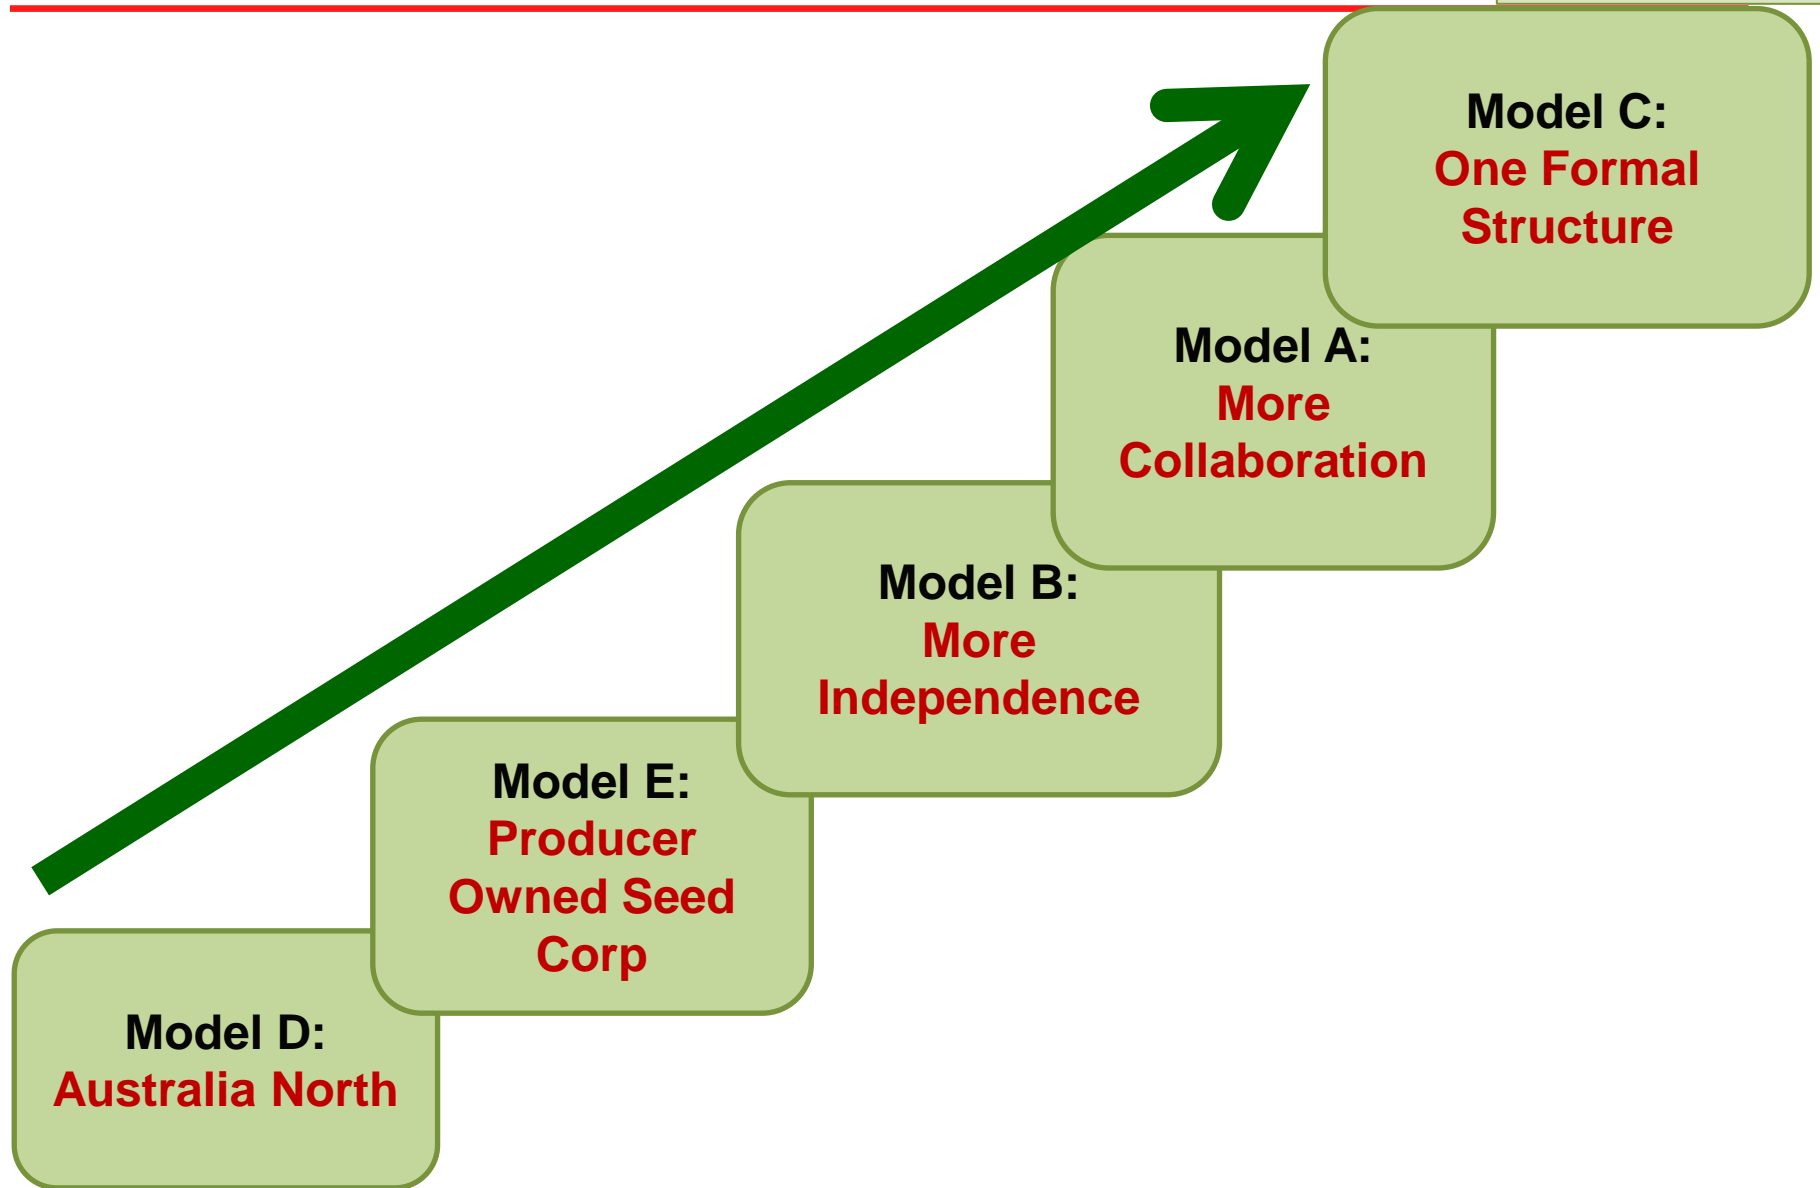 Model C:
One Formal
Structure
Model A:
More
Collaboration
Model B:
More
Independence
Model E:
Producer
Owned Seed
Corp
Model D:
Australia North